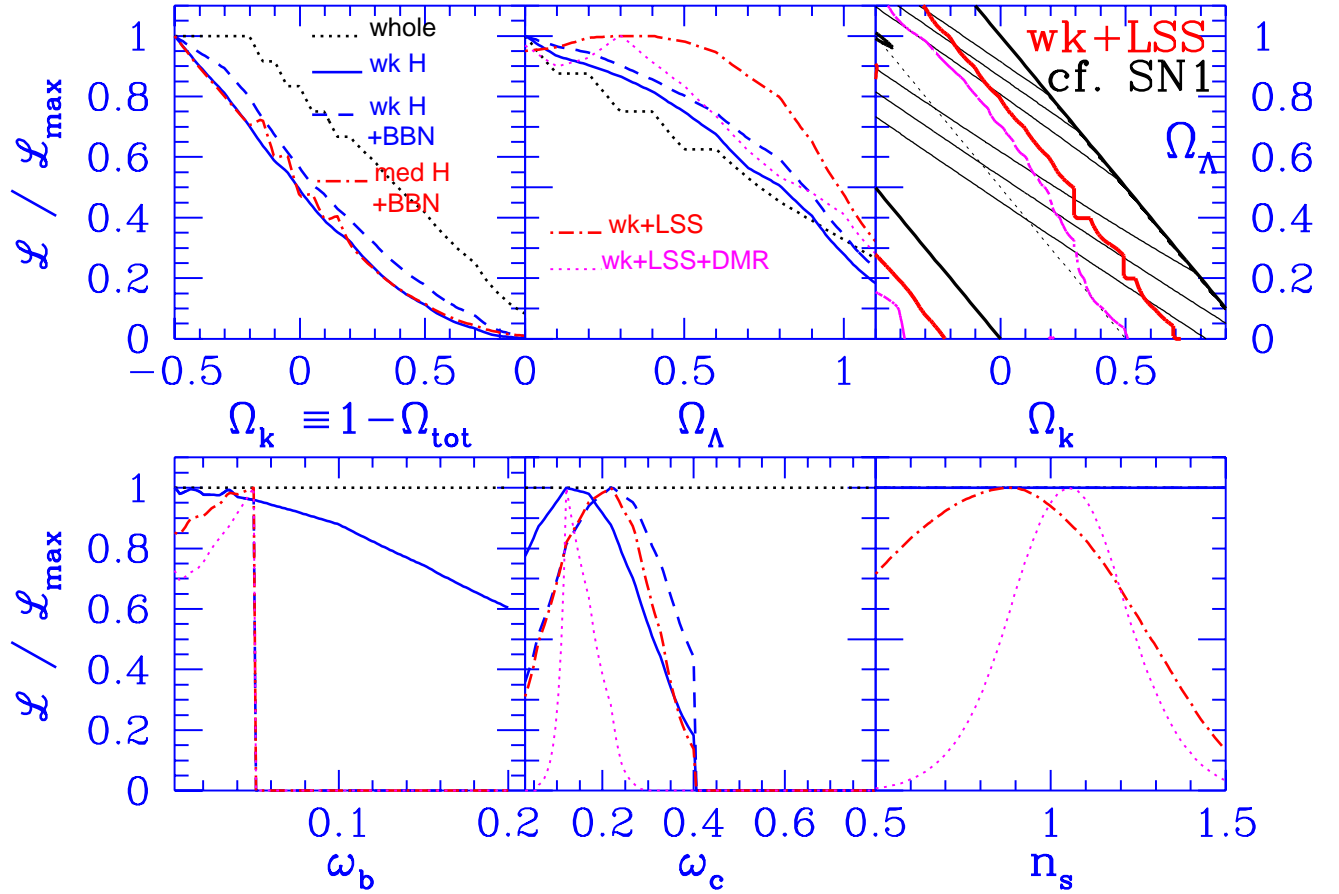 ℒ / ℒmax
1
0.8
0.6
0.4
0.2
0
whole
wk H
wk H
+BBN
med H
+BBN
wk+LSS
wk+LSS+DMR
wk+LSS
cf. SN1
1
0.8
Ω_Λ
0.6
0.4
0.2
0
−0.5 0 0.5 0 0.5 1 0 0.5
Ω_k ≡ 1−Ω_tot Ω_Λ Ω_k
ℒ / ℒmax
1
0.8
0.6
0.4
0.2
0
0.1 0.2 0.2 0.4 0.6 0.5 1 1.5
ω_b ω_c n_s